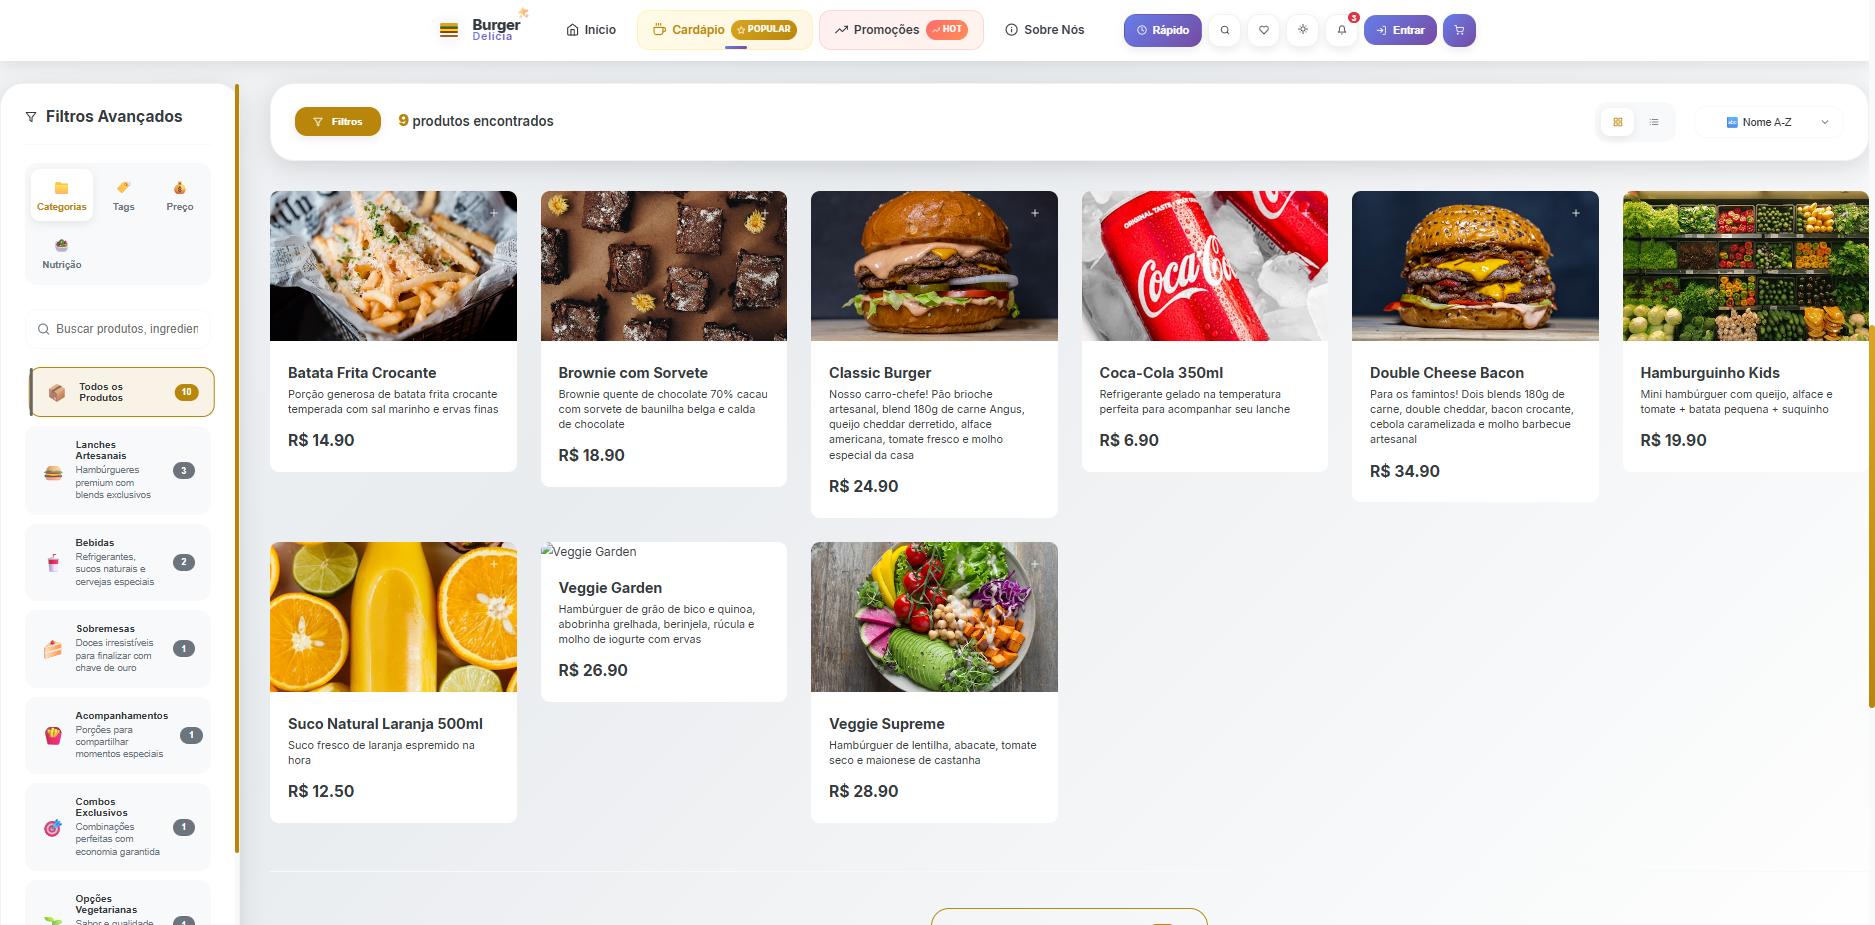 Burger
Delícia
Início
Cardápio
POPULAR
Promoções
HOT
Sobre Nós
Rápido
3
Entrar
Filtros Avançados
Categorias
Tags
Preço
Nutrição
Buscar produtos, ingredien
Todos os
Produtos
10
Lanches
Artesanais
Hambúrgueres
premium com
blends exclusivos
3
Bebidas
Refrigerantes,
sucos naturais e
cervejas especiais
2
Sobremesas
Doces irresistíveis
para finalizar com
chave de ouro
1
Acompanhamentos
Porções para
compartilhar
momentos especiais
1
Combos
Exclusivos
Combinações
perfeitas com
economia garantida
1
Opções
Vegetarianas
Sabor e qualidade
1
Filtros
9 produtos encontrados
Nome A-Z
Batata Frita Crocante
Porção generosa de batata frita crocante
temperada com sal marinho e ervas finas
R$ 14.90
Brownie com Sorvete
Brownie quente de chocolate 70% cacau
com sorvete de baunilha belga e calda
de chocolate
R$ 18.90
Classic Burger
Nosso carro-chefe! Pão brioche
artesanal, blend 180g de carne Angus,
queijo cheddar derretido, alface
americana, tomate fresco e molho
especial da casa
R$ 24.90
ORIGINAL TASTE
Coca-Co
Coca-Cola 350ml
Refrigerante gelado na temperatura
perfeita para acompanhar seu lanche
R$ 6.90
Double Cheese Bacon
Para os famintos! Dois blends 180g de
carne, double cheddar, bacon crocante,
cebola caramelizada e molho barbecue
artesanal
R$ 34.90
Hamburguinho Kids
Mini hambúrguer com queijo, alface e
tomate + batata pequena + suquinho
R$ 19.90
Suco Natural Laranja 500ml
Suco fresco de laranja espremido na
hora
R$ 12.50
Veggie Garden
Veggie Garden
Hambúrguer de grão de bico e quinoa,
abobrinha grelhada, berinjela, rúcula e
molho de iogurte com ervas
R$ 26.90
Veggie Supreme
Hambúrguer de lentilha, abacate, tomate
seco e maionese de castanha
R$ 28.90